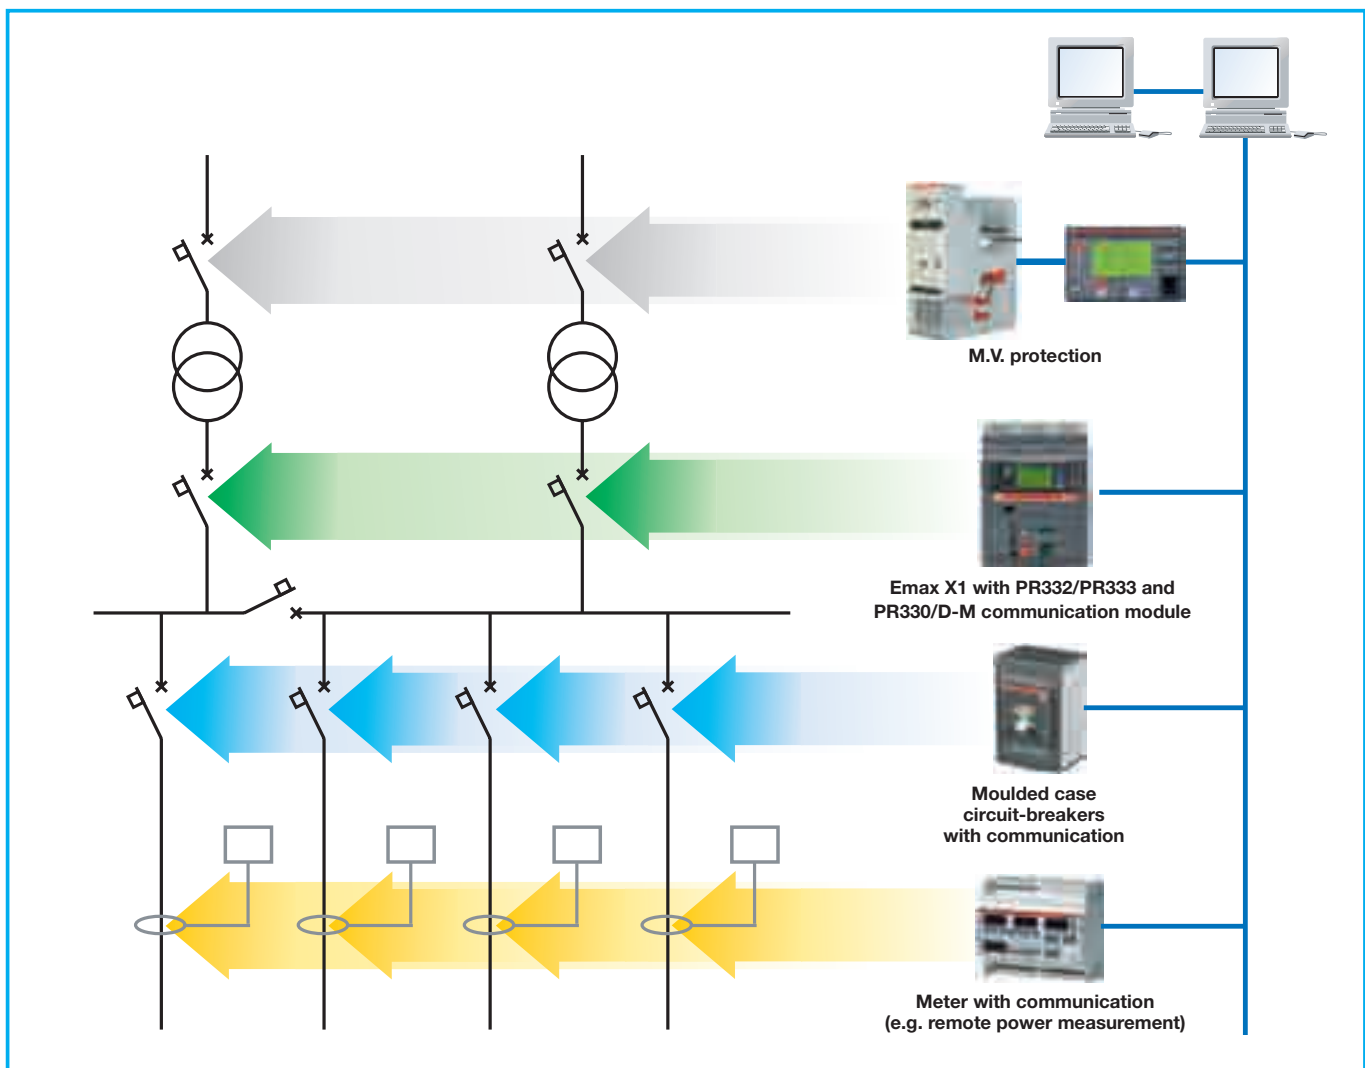 M.V. protection
Emax X1 with PR332/PR333 and
PR330/D-M communication module
Moulded case
circuit-breakers
with communication
Meter with communication
(e.g. remote power measurement)